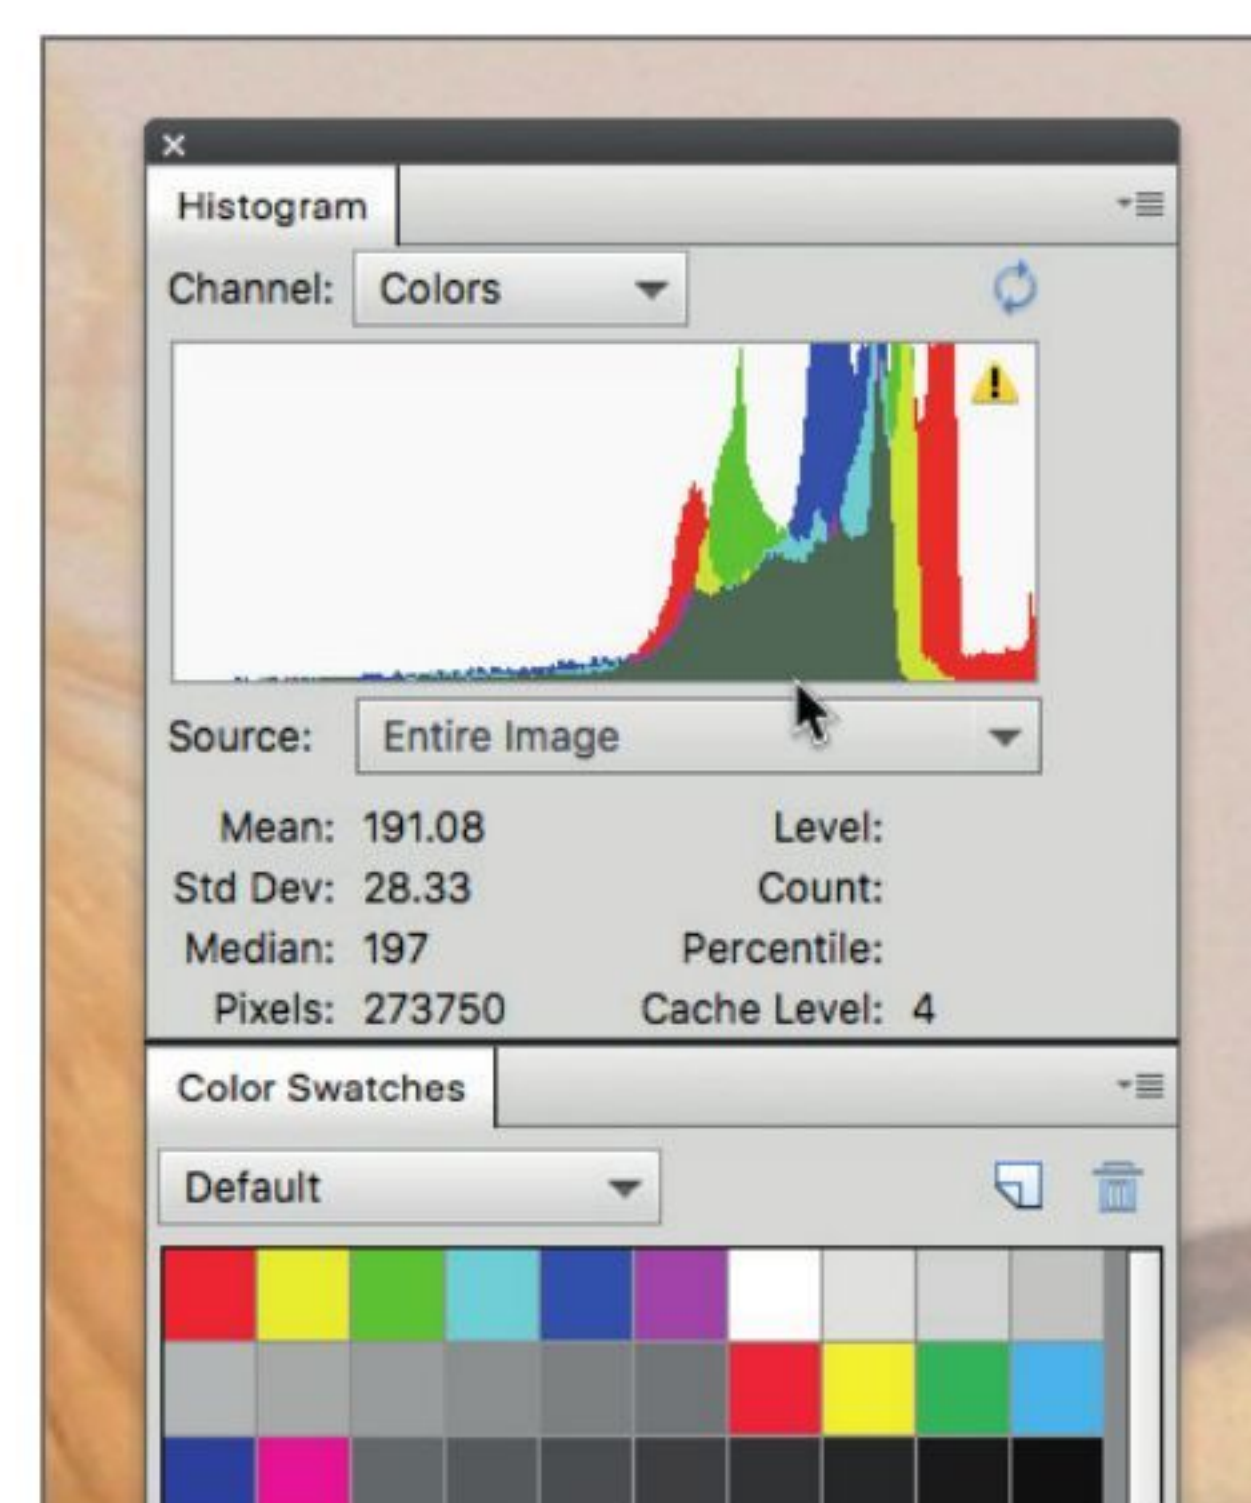 Histogram
Channel: Colors
Source: Entire Image
Mean: 191.08 Level:
Std Dev: 28.33 Count:
Median: 197 Percentile:
Pixels: 273750 Cache Level: 4
Color Swatches
Default